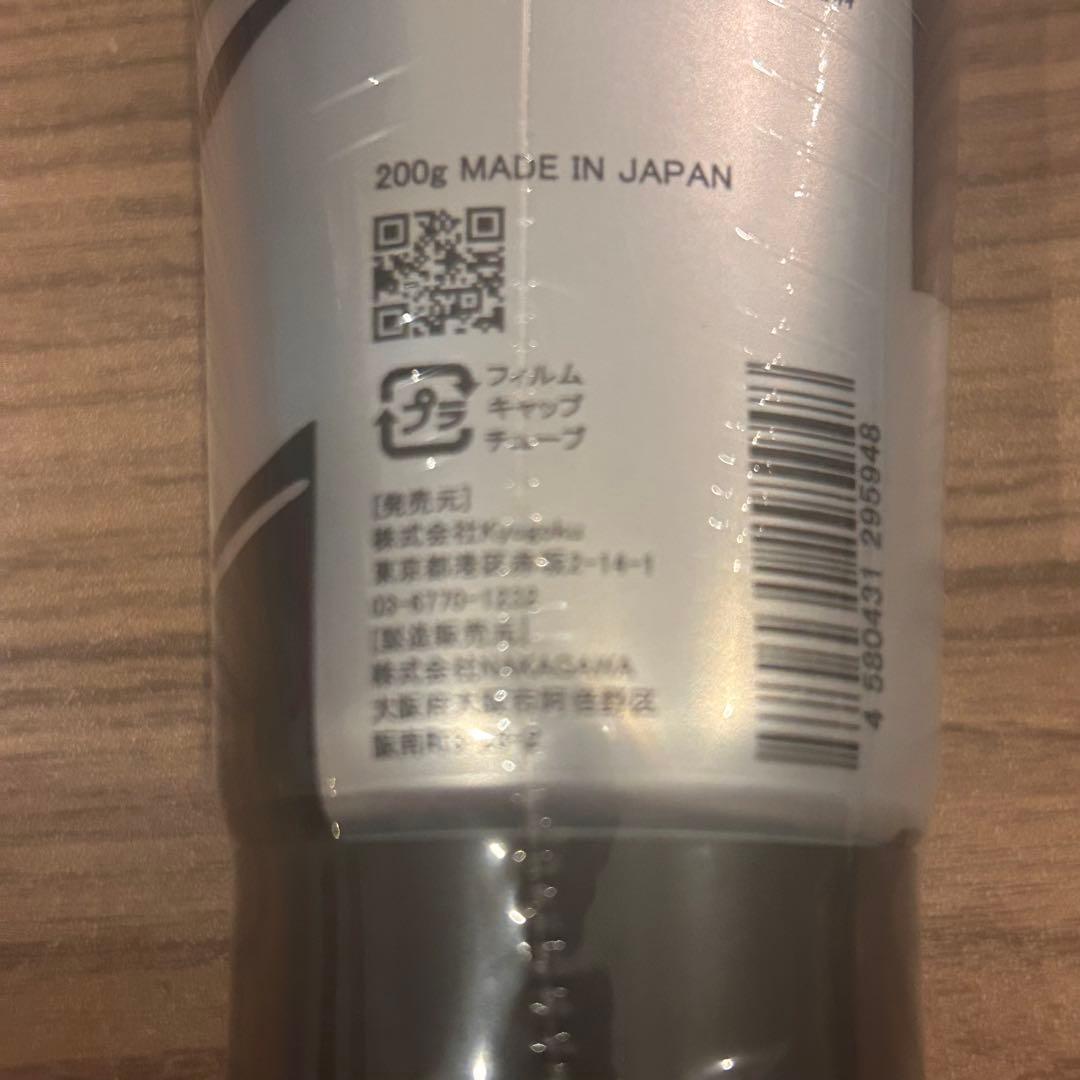 200g MADE IN JAPAN
プラ
フィルム
キャップ
チューブ
[発売元]
株式会社Kyogoku
東京都港区赤坂2-14-1
03-6770-
[製造販売元]
株式会社NAKAGAWA
大阪府大阪市阿倍野区
阪南町
4 580431 295948